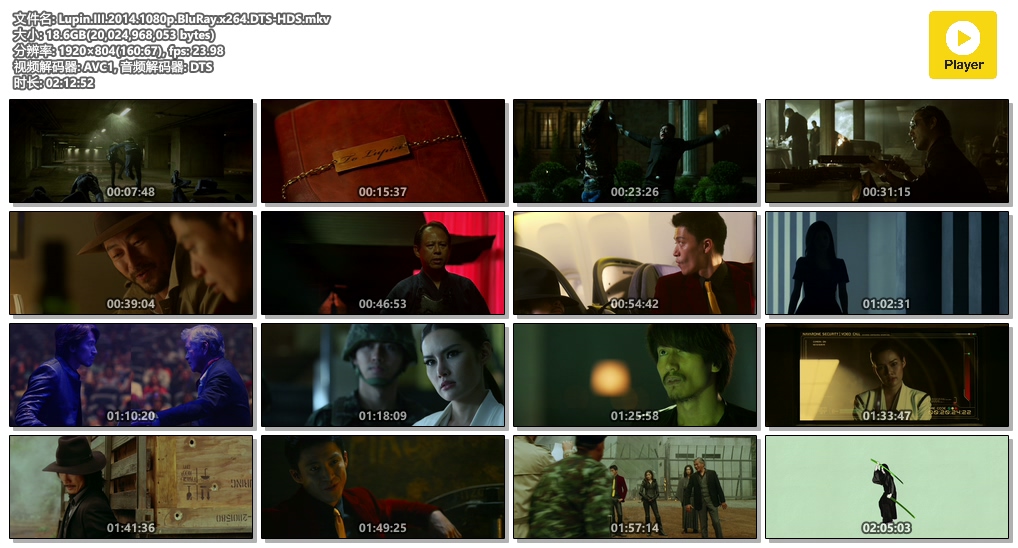 文件名: Lupin.III.2014.1080p.BluRay.x264.DTS-HDS.mkv
大小: 18.6GB(20,024,968,053 bytes)
分辨率: 1920×804(160:67), fps: 23.98
视频解码器: AVC1, 音频解码器: DTS
时长: 02:12:52
Player
To Lupin
00:07:48
00:15:37
00:23:26
00:31:15
00:39:04
00:46:53
00:54:42
01:02:31
01:10:20
01:18:09
01:25:58
01:33:47
01:41:36
01:49:25
01:57:14
02:05:03